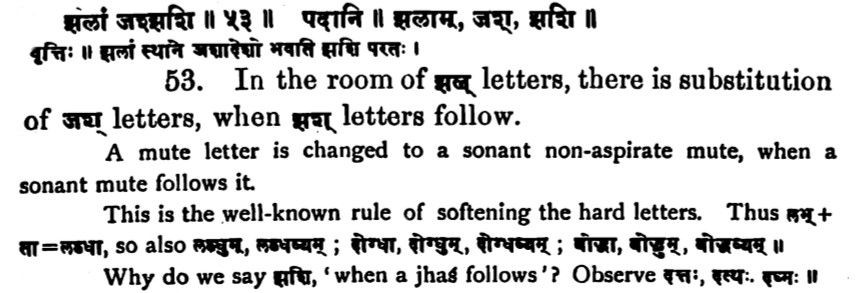 झलां जश्झशि ॥ ५३ ॥ पदानि ॥ झलाम्, जश्, झशि ॥
वृत्तिः ॥ झलां स्थाने जशादेशो भवति झशि परतः ।
53. In the room of झल् letters, there is substitution
of जश् letters, when झश् letters follow.
A mute letter is changed to a sonant non-aspirate mute, when a
sonant mute follows it.
This is the well-known rule of softening the hard letters. Thus लभ् +
ता=लब्धा, so also लब्धुम्, लब्धव्यम् ; दोग्धा, दोग्धुम्, दोग्धव्यम् ; बोद्धा, बोद्धुम्, बोद्धव्यम् ॥
Why do we say झशि, 'when a jhaś follows'? Observe दत्तः, दत्थः. दध्मः ॥